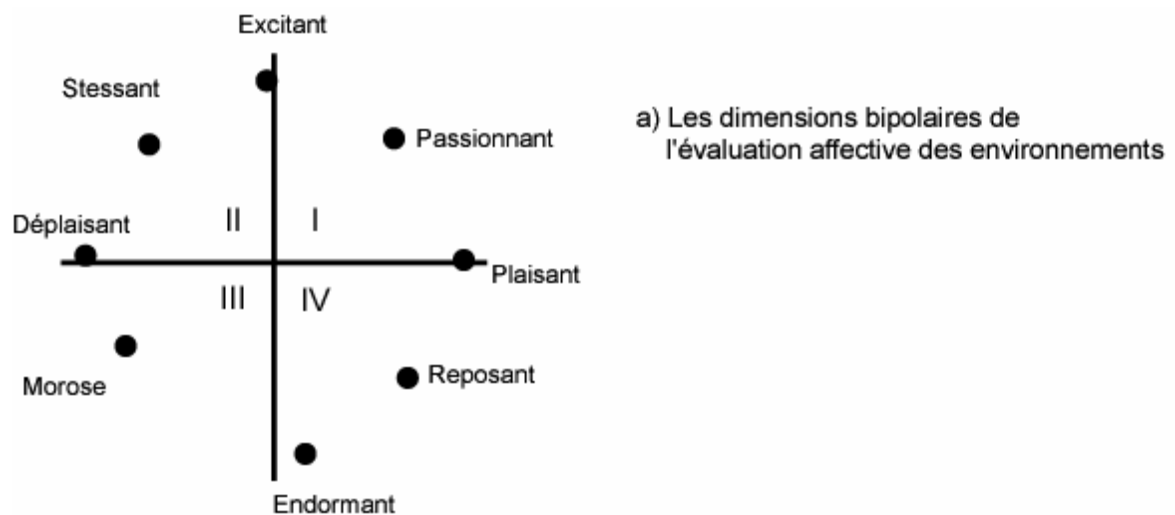 Excitant
Stessant
a) Les dimensions bipolaires de
l'évaluation affective des environnements
Passionnant
Déplaisant
II
I
Plaisant
III
IV
Reposant
Morose
Endormant